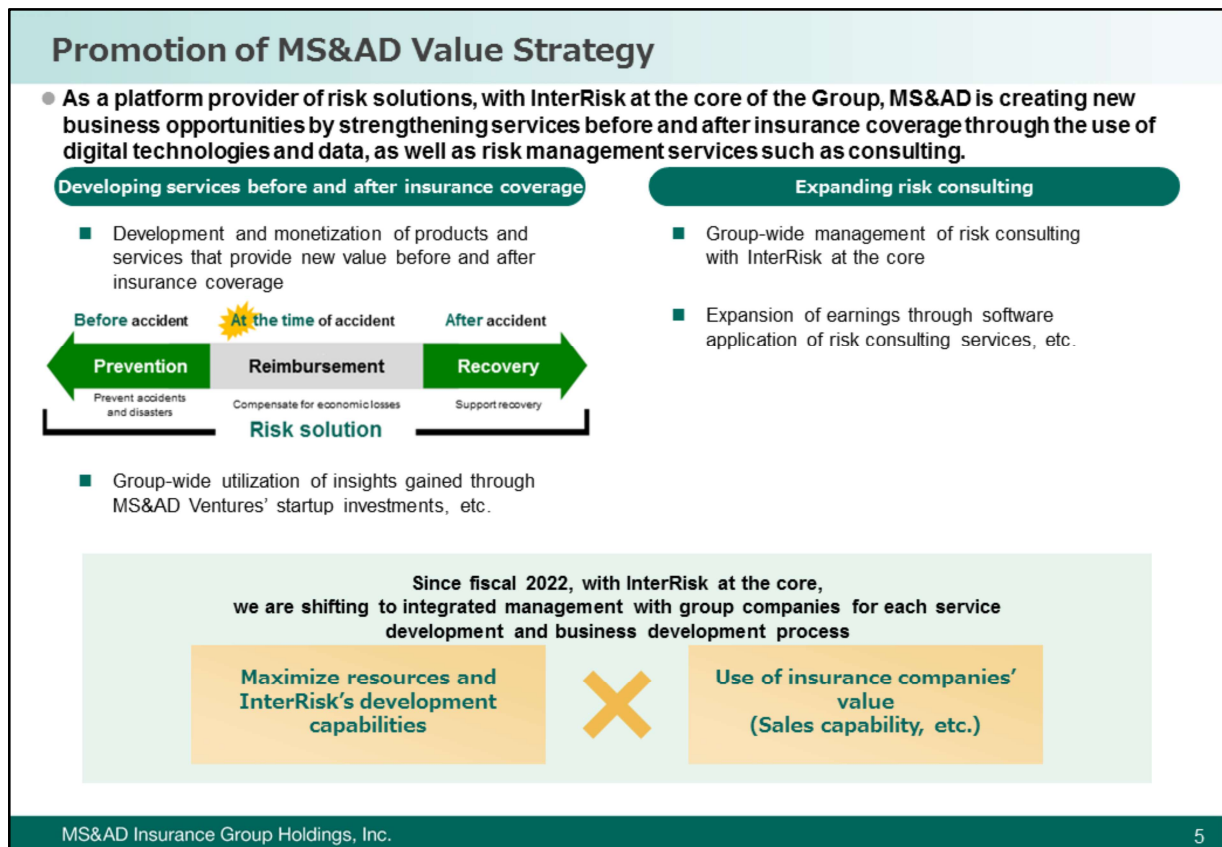 Promotion of MS&AD Value Strategy
As a platform provider of risk solutions, with InterRisk at the core of the Group, MS&AD is creating new
business opportunities by strengthening services before and after insurance coverage through the use of
digital technologies and data, as well as risk management services such as consulting.
Developing services before and after insurance coverage
Development and monetization of products and
services that provide new value before and after
insurance coverage
Before accident
At the time of accident
After accident
Prevention
Reimbursement
Recovery
Prevent accidents
and disasters
Compensate for economic losses
Support recovery
Risk solution
Group-wide utilization of insights gained through
MS&AD Ventures’ startup investments, etc.
Expanding risk consulting
Group-wide management of risk consulting
with InterRisk at the core
Expansion of earnings through software
application of risk consulting services, etc.
Since fiscal 2022, with InterRisk at the core,
we are shifting to integrated management with group companies for each service
development and business development process
Maximize resources and
InterRisk’s development
capabilities
Use of insurance companies’
value
(Sales capability, etc.)
MS&AD Insurance Group Holdings, Inc.
5